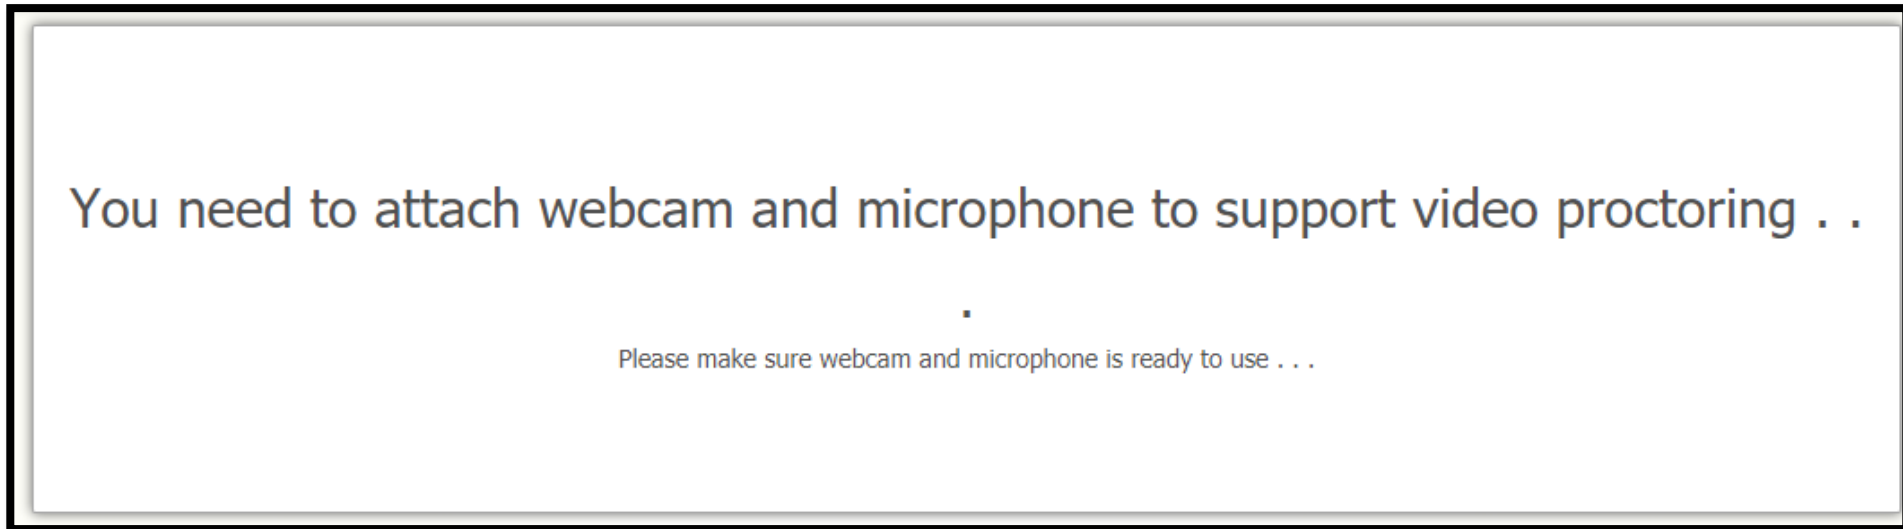 You need to attach webcam and microphone to support video proctoring . .
.
Please make sure webcam and microphone is ready to use . . .